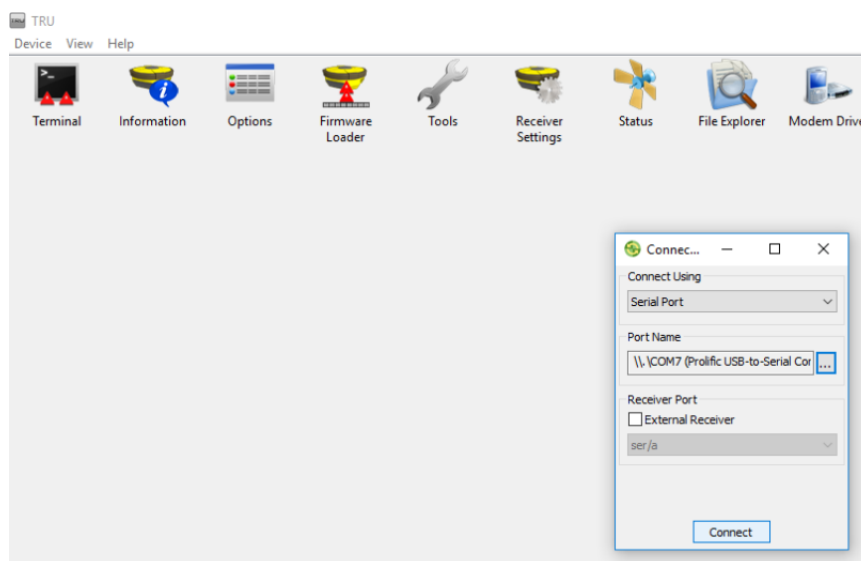 TRU
Device View Help
Terminal
Information
Options
Firmware
Loader
Tools
Receiver
Settings
Status
File Explorer
Modem Drive
Connec...
Connect Using
Serial Port
Port Name
\\.\COM7 (Prolific USB-to-Serial Cor
...
Receiver Port
External Receiver
ser/a
Connect